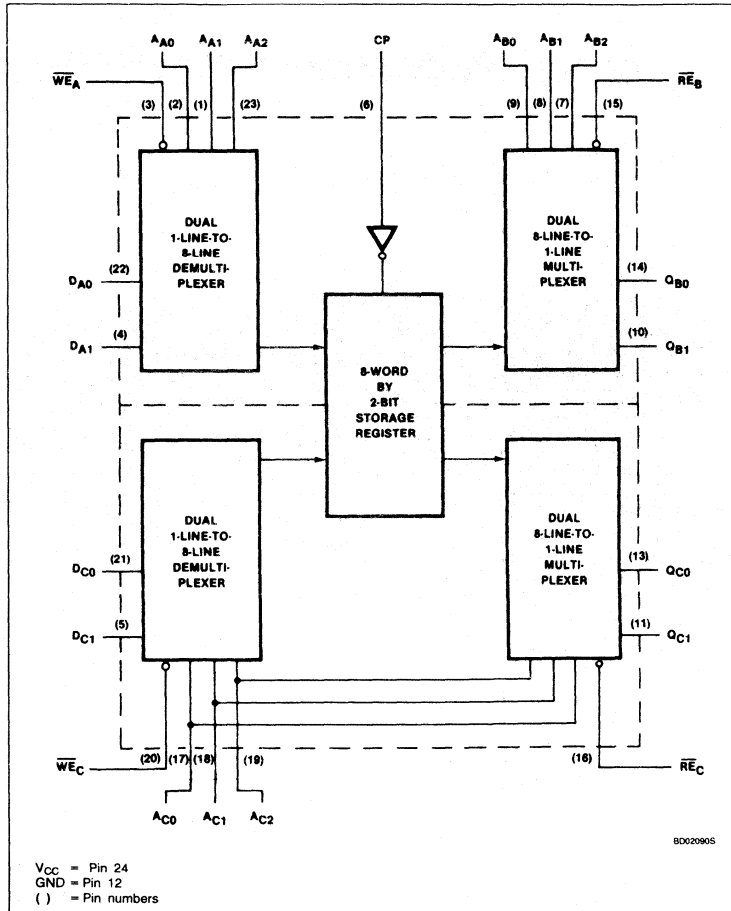 A_A0 A_A1 A_A2 CP A_B0 A_B1 A_B2
W̅E̅_A R̅E̅_B
(3) (2) (1) (23) (6) (9) (8) (7) (15)
DUAL
1-LINE-TO-
8-LINE
DEMULTI-
PLEXER
DUAL
8-LINE-TO-
1-LINE
MULTI-
PLEXER
D_A0 (22)
(14) Q_B0
D_A1 (4)
(10) Q_B1
8-WORD
BY
2-BIT
STORAGE
REGISTER
DUAL
1-LINE-TO-
8-LINE
DEMULTI-
PLEXER
DUAL
8-LINE-TO-
1-LINE
MULTI-
PLEXER
D_C0 (21)
(13) Q_C0
D_C1 (5)
(11) Q_C1
W̅E̅_C (20) (17) (18) (19) (16) R̅E̅_C
A_C0 A_C1 A_C2
BD02090S
V_CC = Pin 24
GND = Pin 12
( ) = Pin numbers